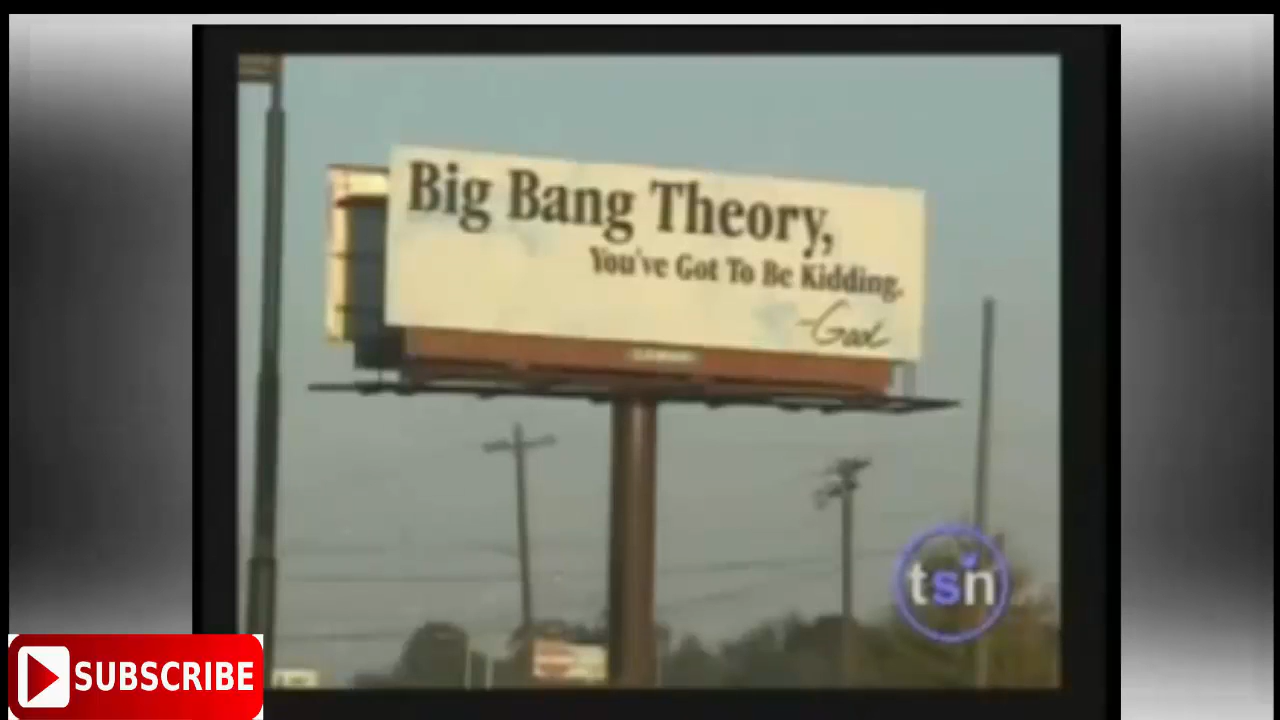 Big Bang Theory,
You've Got To Be Kidding.
-God
tsn
SUBSCRIBE